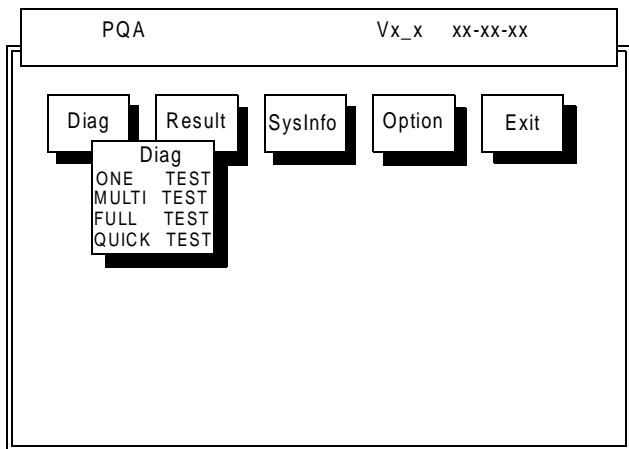 PQA Vx_x xx-xx-xx
Diag Result SysInfo Option Exit
Diag
ONE TEST
MULTI TEST
FULL TEST
QUICK TEST